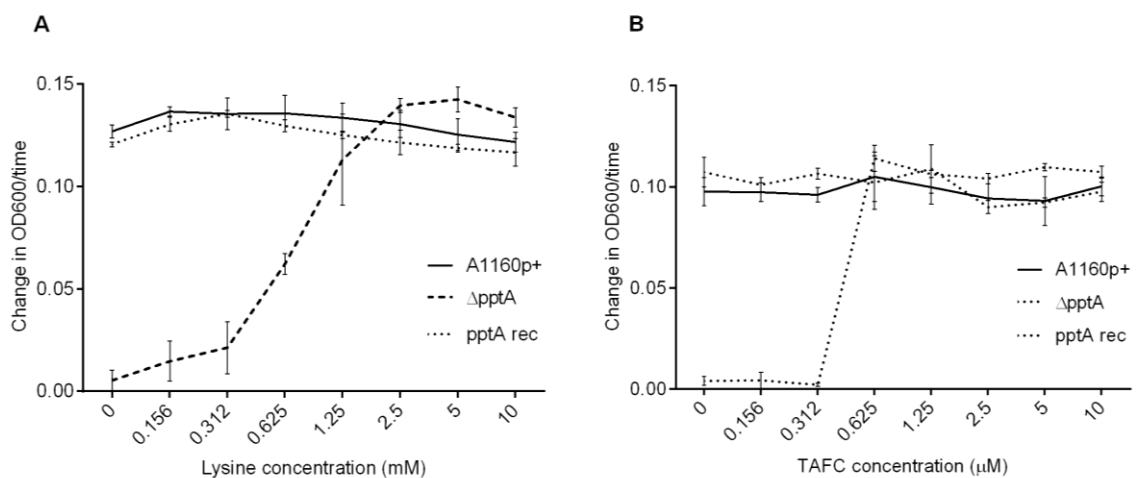 A
0.15
0.10
0.05
0.00
Change in OD600/time
A1160p+
ΔpptA
pptA rec
0
0.156
0.312
0.625
1.25
2.5
5
10
Lysine concentration (mM)
B
0.15
0.10
0.05
0.00
Change in OD600/time
A1160p+
ΔpptA
pptA rec
0
0.156
0.312
0.625
1.25
2.5
5
10
TAFC concentration (μM)